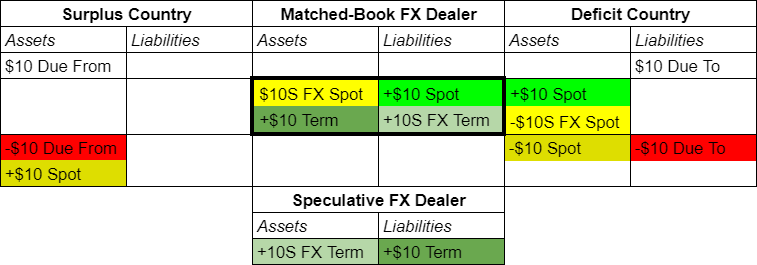 Surplus Country Matched-Book FX Dealer Deficit Country
Assets Liabilities Assets Liabilities Assets Liabilities
$10 Due From $10 Due To
$10S FX Spot +$10 Spot +$10 Spot
+$10 Term +10S FX Term -$10S FX Spot
-$10 Due From -$10 Spot -$10 Due To
+$10 Spot
Speculative FX Dealer
Assets Liabilities
+10S FX Term +$10 Term